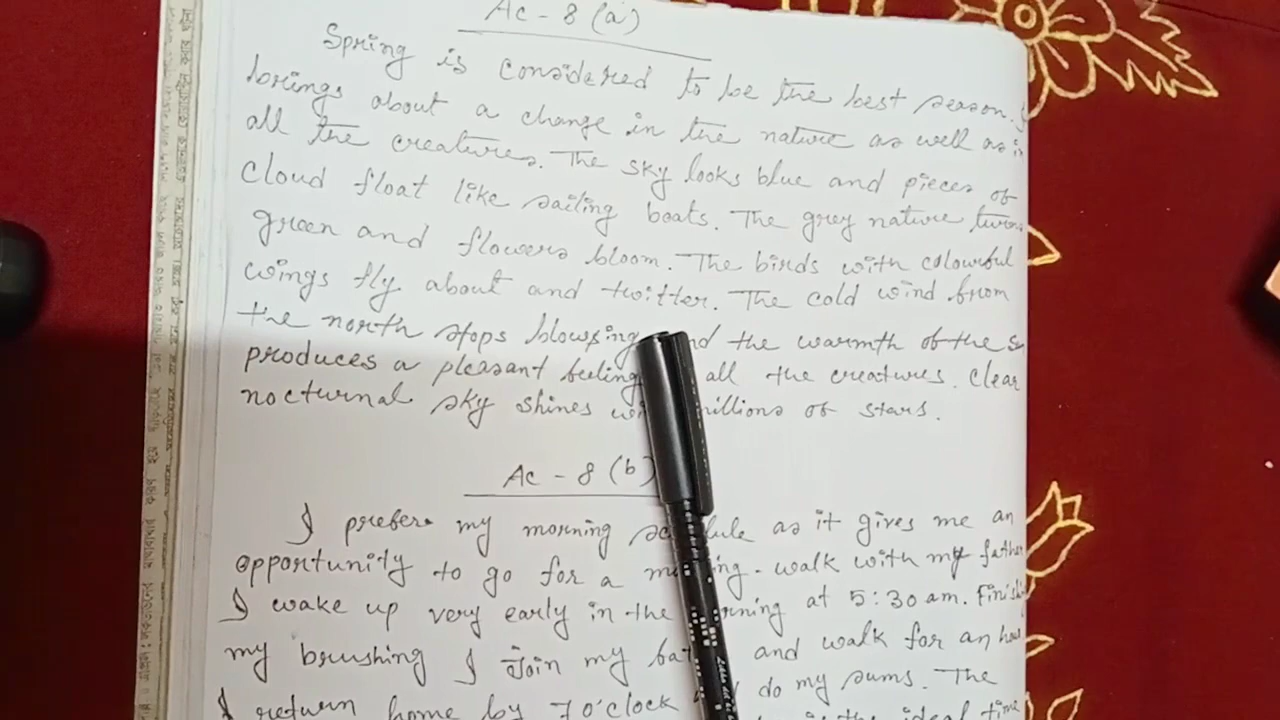 Ac - 8 (a)
Spring is considered to be the best season.
brings about a change in the nature as well as in
all the creatures. The sky looks blue and pieces of
cloud float like sailing boats. The grey nature turns
green and flowers bloom. The birds with colourful
wings fly about and twitter. The cold wind from
the north stops blowing and the warmth of the
produces a pleasant feeling all the creatures. Clear
nocturnal sky shines millions of stars.
Ac - 8 (b)
I prefer my morning schedule as it gives me an
opportunity to go for a morning - walk with my father
I wake up very early in the morning at 5:30 am.
my brushing I Join my and walk for an hour
I return home by 7 o'clock do my sums. The
is the ideal time